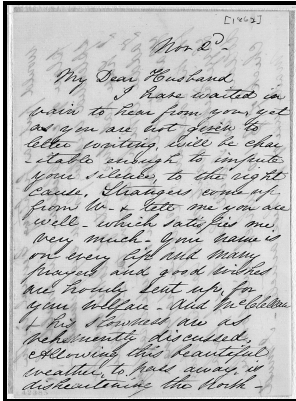 [1862]
Nov 2d.
My Dear Husband
I have waited in
vain to hear from you, yet
as you are not given to
letter writing, will be char
itable enough to impute
your silence, to the right
cause. Strangers come up
from W- & tell me you are
well - which satisfies me
very much - Your name is
on every lip and many
Prayers and good wishes
are hourly sent up, for
your welfare - and McClellan
& his slowness are as
vehemently discussed.
Allowing this beautiful
weather, to pass away, is
disheartening the North -